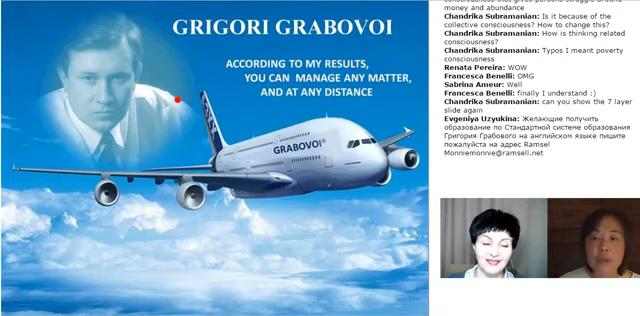 GRIGORI GRABOVOI
ACCORDING TO MY RESULTS,
YOU CAN MANAGE ANY MATTER,
AND AT ANY DISTANCE
GRABOVOI®
money and abundance
Chandrika Subramanian: Is it because of the
collective consciousness? How to change this?
Chandrika Subramanian: How is thinking related
consciousness?
Chandrika Subramanian: Typos I meant poverty
consciousness
Renata Pereira: WOW
Francesca Benelli: OMG
Sabrina Ameur: Well
Francesca Benelli: finally I understand :)
Chandrika Subramanian: can you show the 7 layer
slide again
Evgeniya Uzyukina: Желающие получить
образование по Стандартной системе образования
Григория Грабового на английском языке пишите
пожалуйста на адрес Ramsel
Monniemonnie@ramsell.net